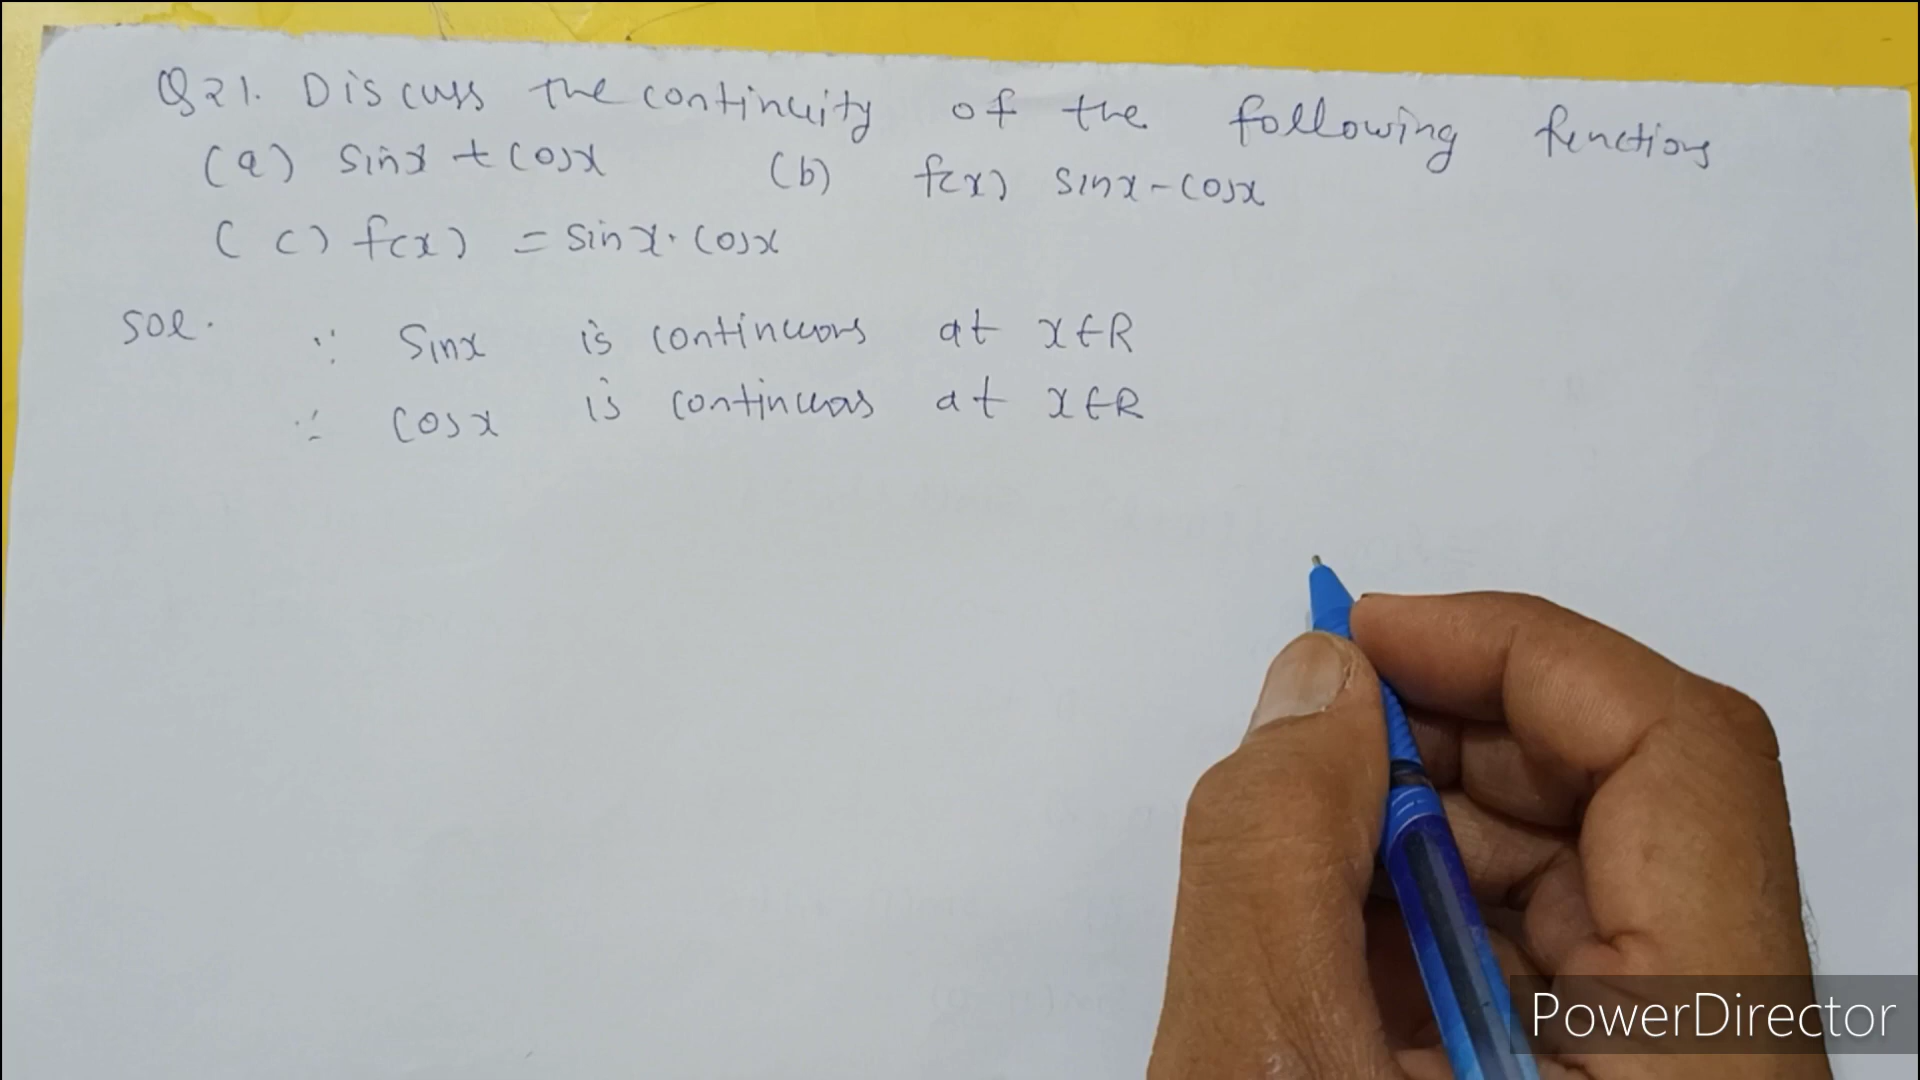 Q21. Discuss the continuity of the following functions
(a) sinx + cosx (b) f(x) sinx - cosx
(c) f(x) = sinx · cosx
Sol. ∵ Sinx is continuous at x∈R
∵ cosx is continuous at x∈R
PowerDirector